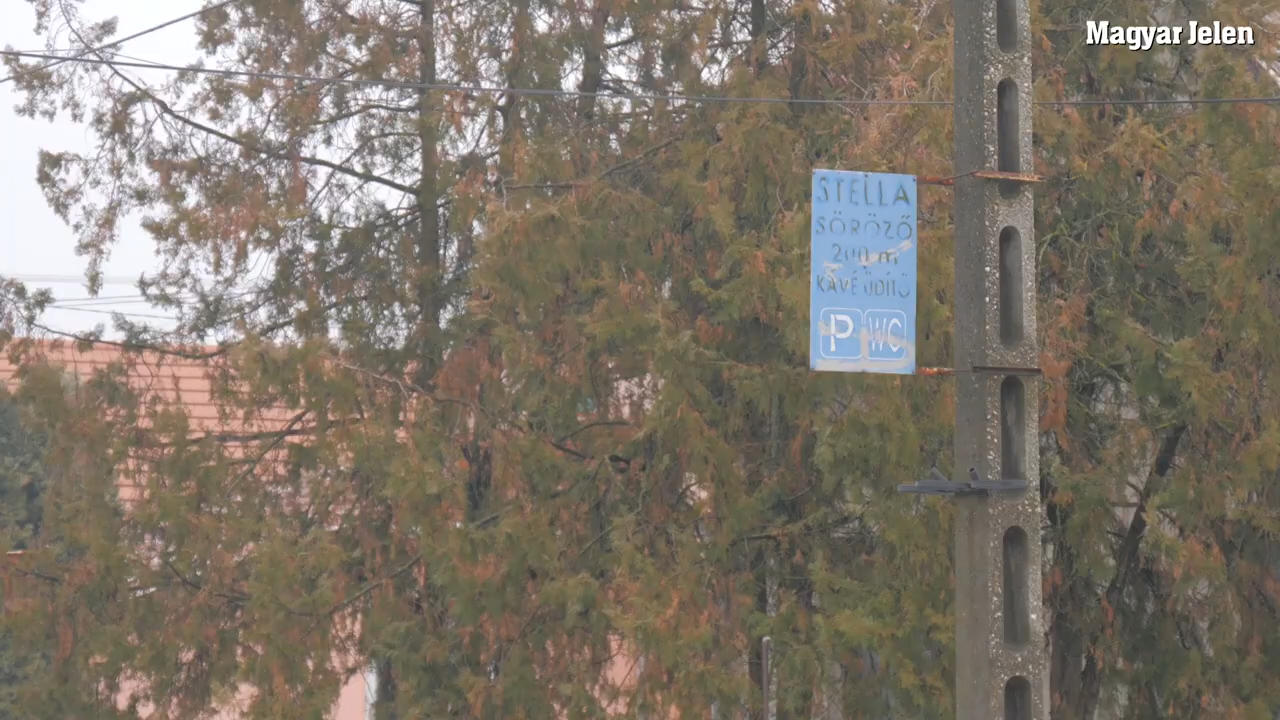 Magyar Jelen
STELLA
SÖRÖZŐ
200 m
KÁVÉ ÜDÍTŐ
P WC